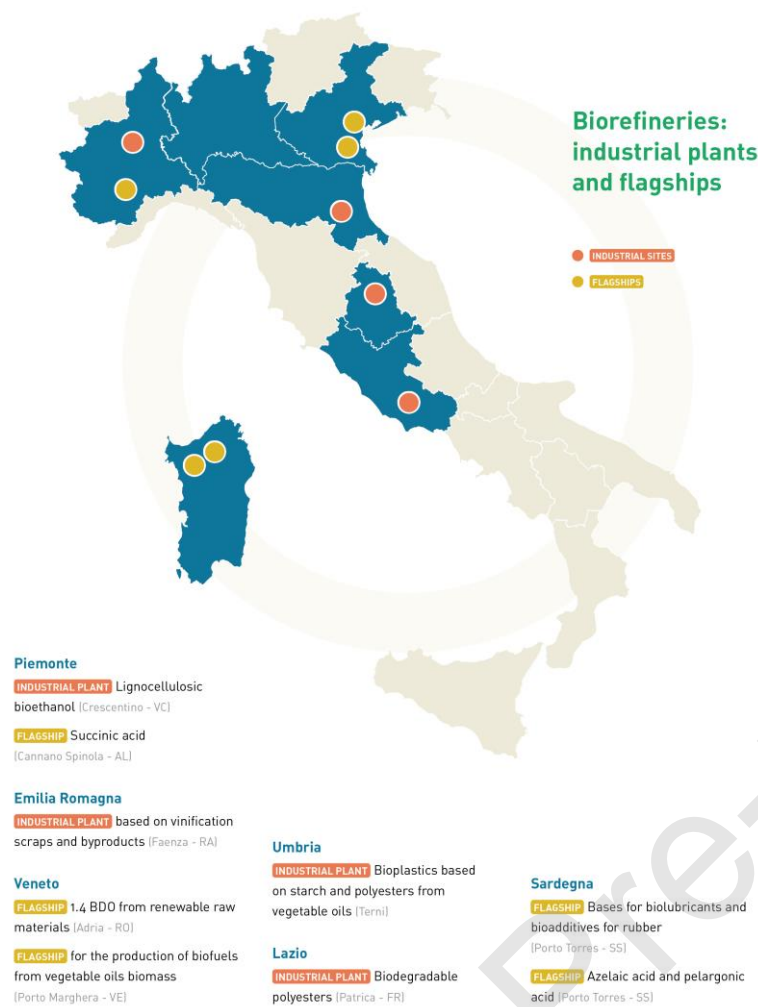 Biorefineries:
industrial plants
and flagships
INDUSTRIAL SITES
FLAGSHIPS
Piemonte
INDUSTRIAL PLANT Lignocellulosic
bioethanol (Crescentino - VC)
FLAGSHIP Succinic acid
(Cannano Spinola - AL)
Emilia Romagna
INDUSTRIAL PLANT based on vinification
scraps and byproducts (Faenza - RA)
Veneto
FLAGSHIP 1.4 BDO from renewable raw
materials (Adria - RO)
FLAGSHIP for the production of biofuels
from vegetable oils biomass
(Porto Marghera - VE)
Umbria
INDUSTRIAL PLANT Bioplastics based
on starch and polyesters from
vegetable oils (Terni)
Lazio
INDUSTRIAL PLANT Biodegradable
polyesters (Patrica - FR)
Sardegna
FLAGSHIP Bases for biolubricants and
bioadditives for rubber
(Porto Torres - SS)
FLAGSHIP Azelaic acid and pelargonic
acid (Porto Torres - SS)